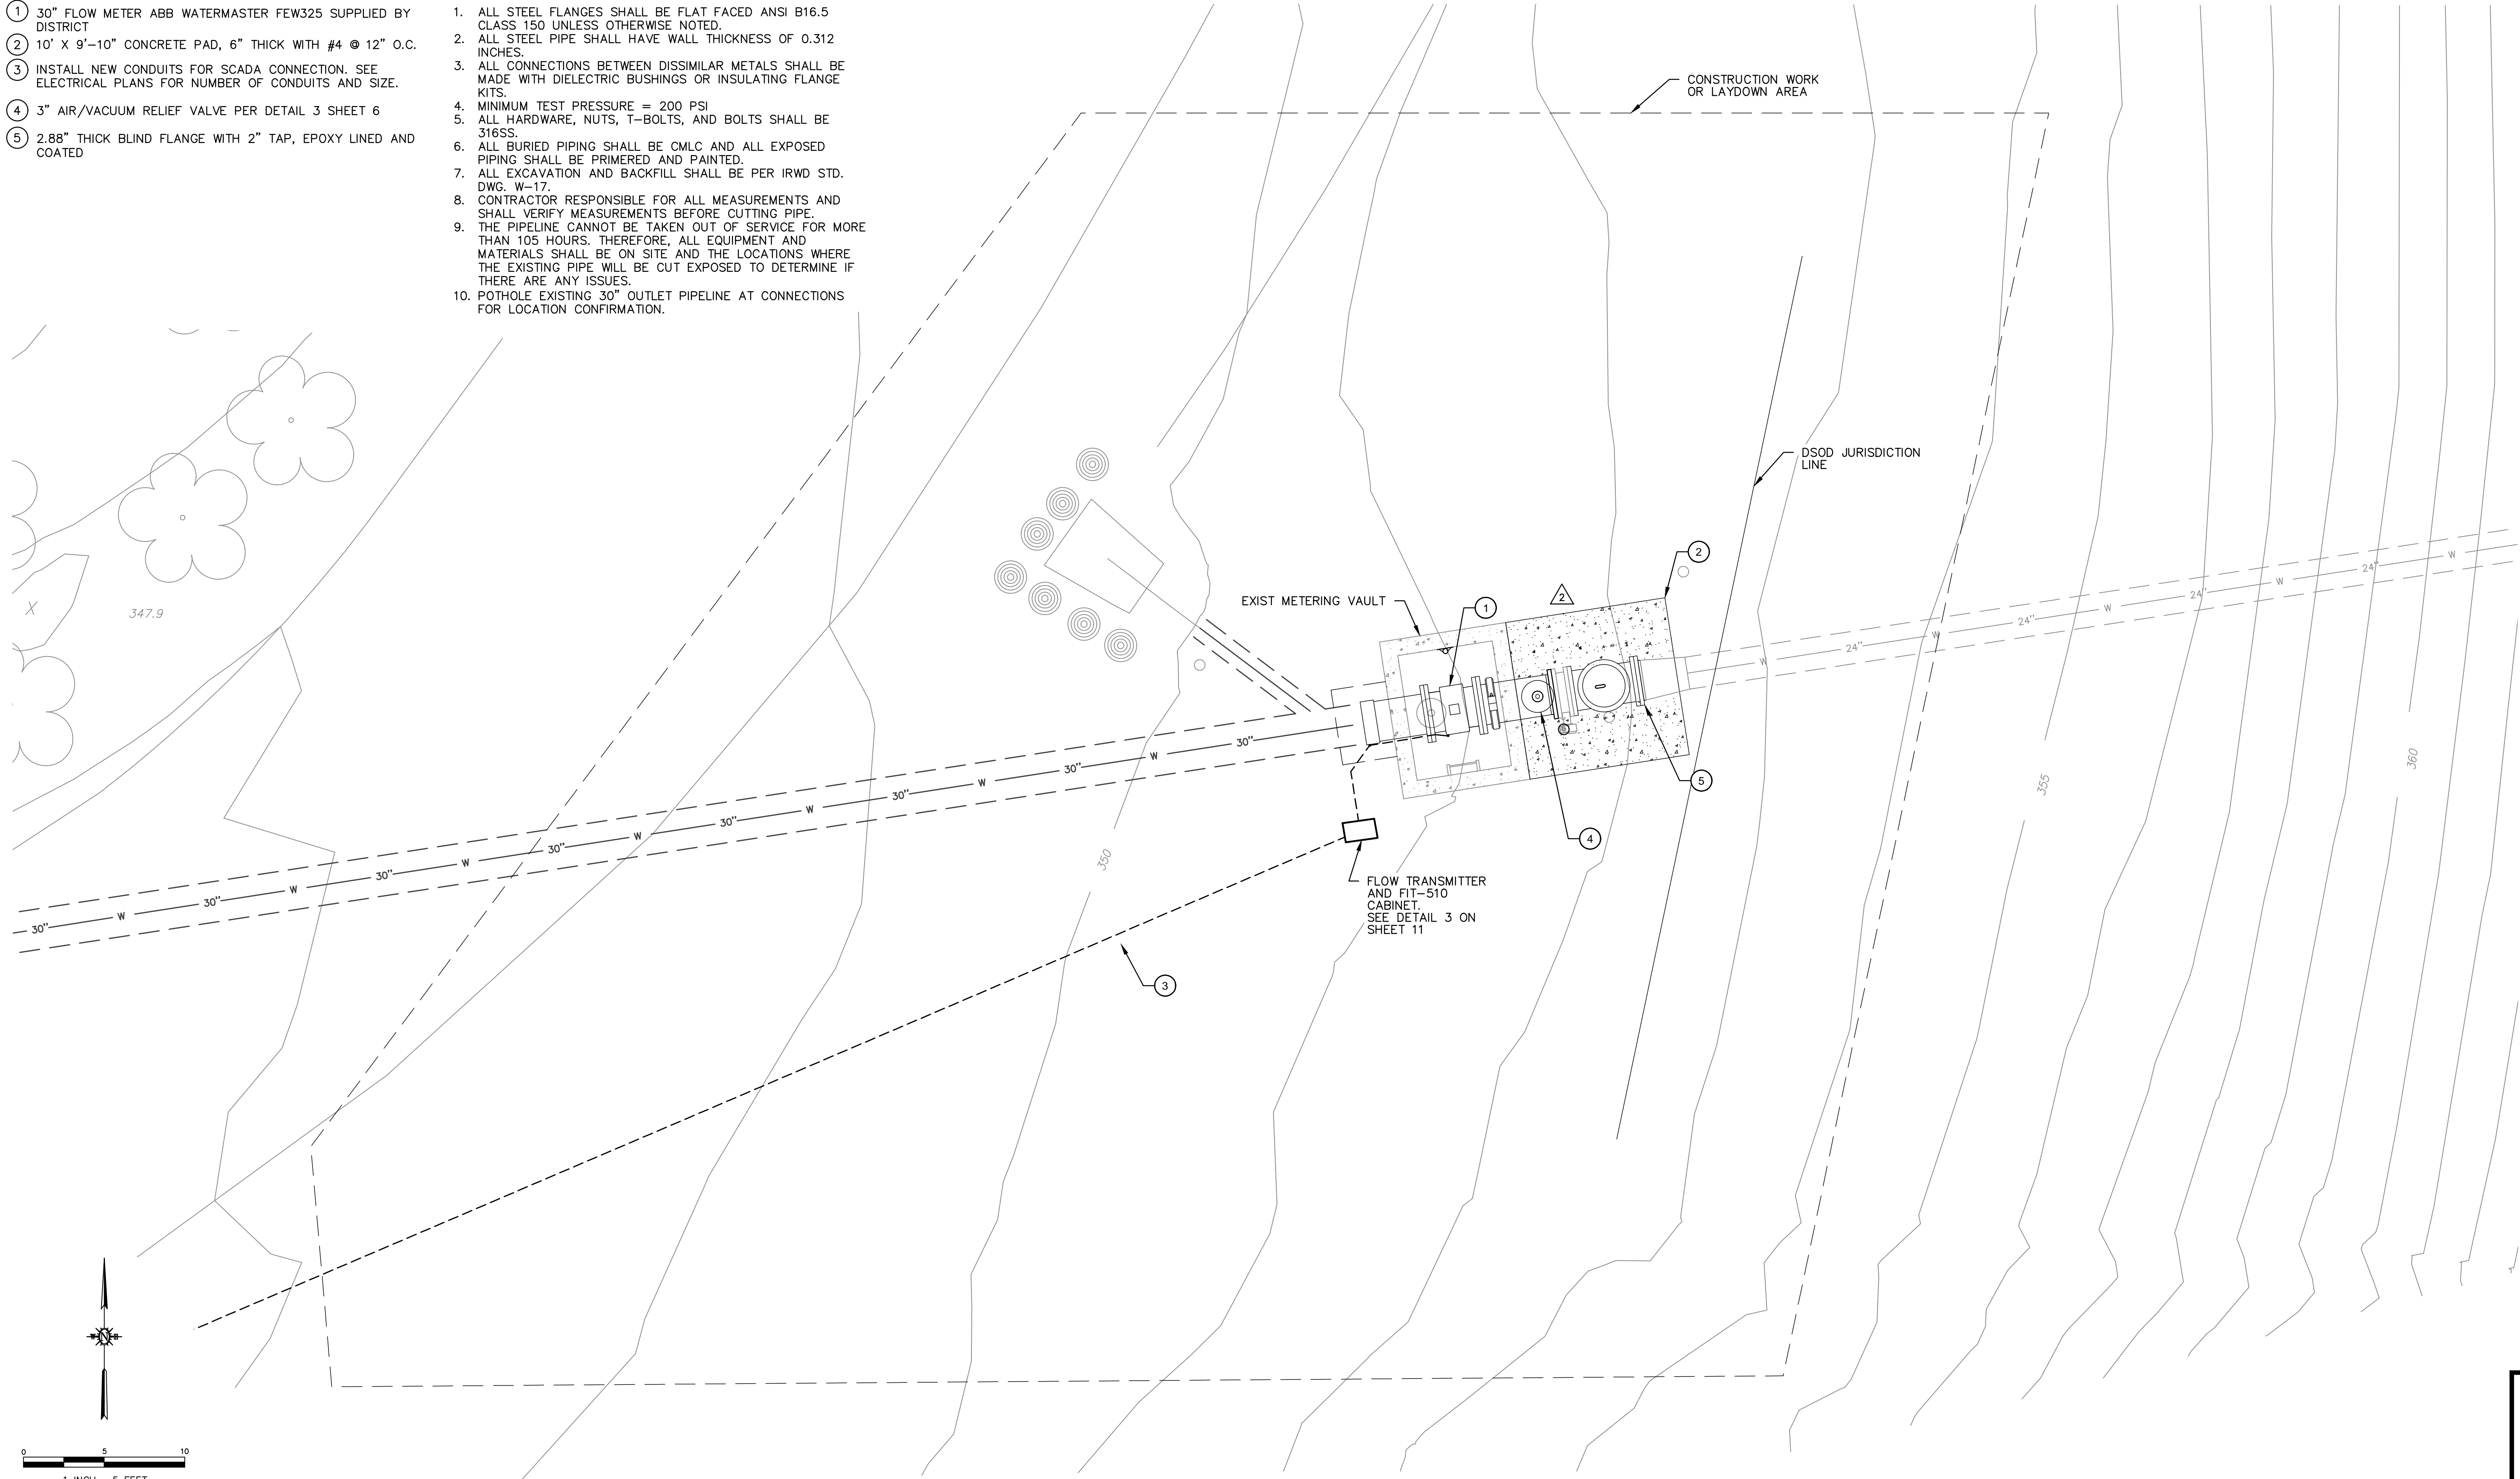 1 30" FLOW METER ABB WATERMASTER FEW325 SUPPLIED BY
DISTRICT
2 10' X 9'-10" CONCRETE PAD, 6" THICK WITH #4 @ 12" O.C.
3 INSTALL NEW CONDUITS FOR SCADA CONNECTION. SEE
ELECTRICAL PLANS FOR NUMBER OF CONDUITS AND SIZE.
4 3" AIR/VACUUM RELIEF VALVE PER DETAIL 3 SHEET 6
5 2.88" THICK BLIND FLANGE WITH 2" TAP, EPOXY LINED AND
COATED
1. ALL STEEL FLANGES SHALL BE FLAT FACED ANSI B16.5
CLASS 150 UNLESS OTHERWISE NOTED.
2. ALL STEEL PIPE SHALL HAVE WALL THICKNESS OF 0.312
INCHES.
3. ALL CONNECTIONS BETWEEN DISSIMILAR METALS SHALL BE
MADE WITH DIELECTRIC BUSHINGS OR INSULATING FLANGE
KITS.
4. MINIMUM TEST PRESSURE = 200 PSI
5. ALL HARDWARE, NUTS, T-BOLTS, AND BOLTS SHALL BE
316SS.
6. ALL BURIED PIPING SHALL BE CMLC AND ALL EXPOSED
PIPING SHALL BE PRIMERED AND PAINTED.
7. ALL EXCAVATION AND BACKFILL SHALL BE PER IRWD STD.
DWG. W-17.
8. CONTRACTOR RESPONSIBLE FOR ALL MEASUREMENTS AND
SHALL VERIFY MEASUREMENTS BEFORE CUTTING PIPE.
9. THE PIPELINE CANNOT BE TAKEN OUT OF SERVICE FOR MORE
THAN 105 HOURS. THEREFORE, ALL EQUIPMENT AND
MATERIALS SHALL BE ON SITE AND THE LOCATIONS WHERE
THE EXISTING PIPE WILL BE CUT EXPOSED TO DETERMINE IF
THERE ARE ANY ISSUES.
10. POTHOLE EXISTING 30" OUTLET PIPELINE AT CONNECTIONS
FOR LOCATION CONFIRMATION.
CONSTRUCTION WORK
OR LAYDOWN AREA
DSOD JURISDICTION
LINE
2
2
EXIST METERING VAULT
1
X
347.9
W 24" W 24" W 24" W 24" W
5
4
355
360
350
30" W 30" W 30" W 30" W 30" W 30" W 30" W 30"
FLOW TRANSMITTER
AND FIT-510
CABINET.
SEE DETAIL 3 ON
SHEET 11
3
N
0 5 10